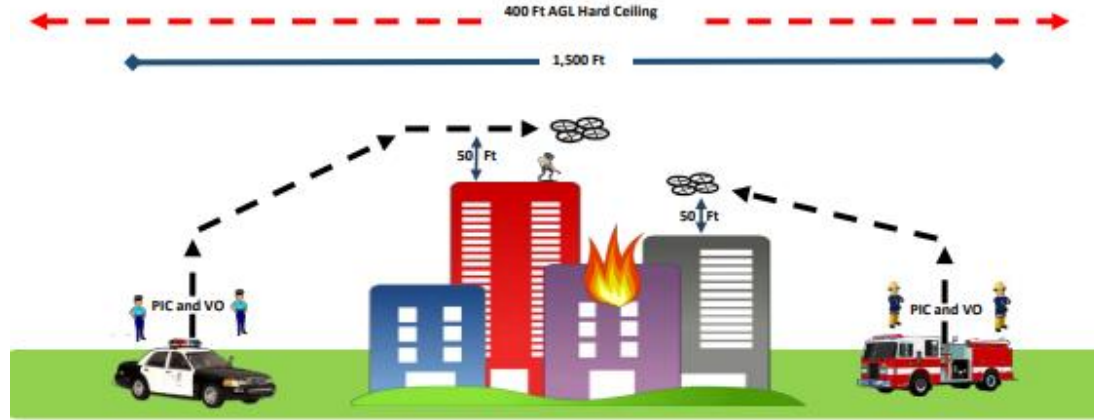 400 Ft AGL Hard Ceiling
1,500 Ft
50 Ft
50 Ft
PIC and VO
PIC and VO